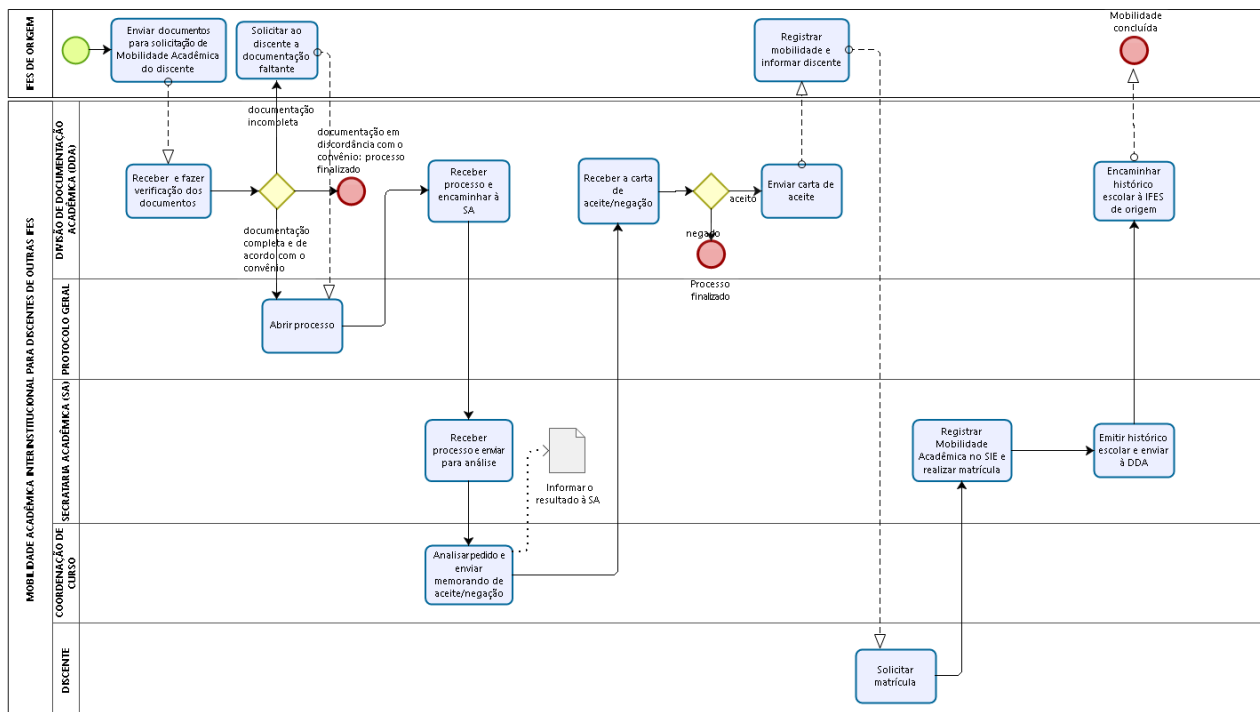 IFES DE ORIGEM
Enviar documentos
para solicitação de
Mobilidade Acadêmica
do discente
Solicitar ao
discente a
documentação
faltante
Registrar
mobilidade e
informar discente
Mobilidade
concluída
MOBILIDADE ACADÊMICA INTERINSTITUCIONAL PARA DISCENTES DE OUTRAS IFES
DIVISÃO DE DOCUMENTAÇÃO
ACADÊMICA (DDA)
documentação
incompleta
documentação em
discordância com o
convênio: processo
finalizado
Receber e fazer
verificação dos
documentos
documentação
completa e de
acordo com o
convênio
Receber
processo e
encaminhar à
SA
Receber a carta
de
aceite/negação
aceito
negado
Processo
finalizado
Enviar carta de
aceite
Encaminhar
histórico
escolar à IFES
de origem
PROTOCOLO GERAL
Abrir processo
SECRATARIA ACADÊMICA (SA)
Receber
processo e enviar
para análise
Informar o
resultado à SA
Registrar
Mobilidade
Acadêmica no SIE e
realizar matrícula
Emitir histórico
escolar e enviar
à DDA
COORDENAÇÃO DE
CURSO
Analisar pedido e
enviar
memorando de
aceite/negação
DISCENTE
Solicitar
matrícula